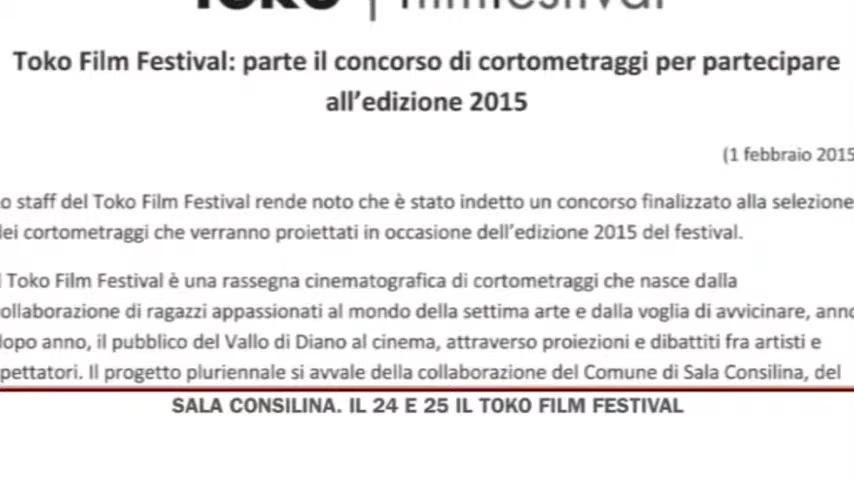 TOKO | filmfestival
Toko Film Festival: parte il concorso di cortometraggi per partecipare
all'edizione 2015
(1 febbraio 2015
o staff del Toko Film Festival rende noto che è stato indetto un concorso finalizzato alla selezione
dei cortometraggi che verranno proiettati in occasione dell'edizione 2015 del festival.
l Toko Film Festival è una rassegna cinematografica di cortometraggi che nasce dalla
ollaborazione di ragazzi appassionati al mondo della settima arte e dalla voglia di avvicinare, anno
dopo anno, il pubblico del Vallo di Diano al cinema, attraverso proiezioni e dibattiti fra artisti e
pettatori. Il progetto pluriennale si avvale della collaborazione del Comune di Sala Consilina, del
SALA CONSILINA. IL 24 E 25 IL TOKO FILM FESTIVAL